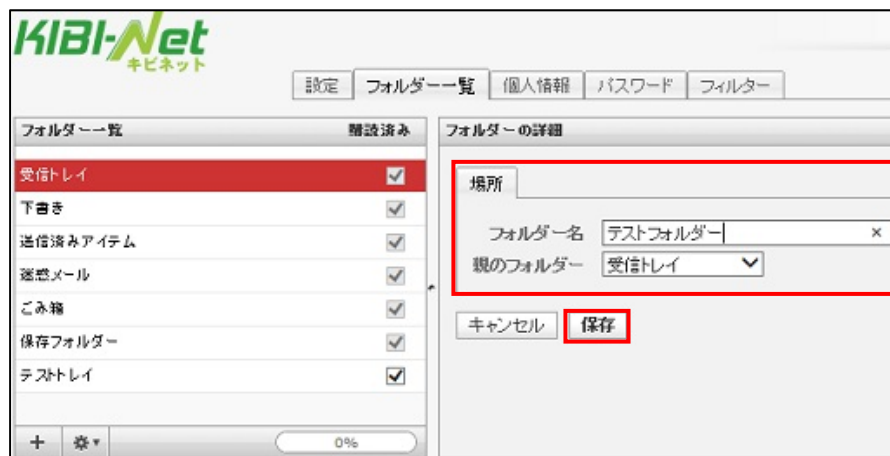 KIBI-Net
キビネット
設定 フォルダー一覧 個人情報 パスワード フィルター
フォルダー一覧 購読済み
フォルダーの詳細
受信トレイ
下書き
送信済みアイテム
迷惑メール
ごみ箱
保存フォルダー
テストトレイ
0%
場所
フォルダー名 テストフォルダー ×
親のフォルダー 受信トレイ
キャンセル 保存